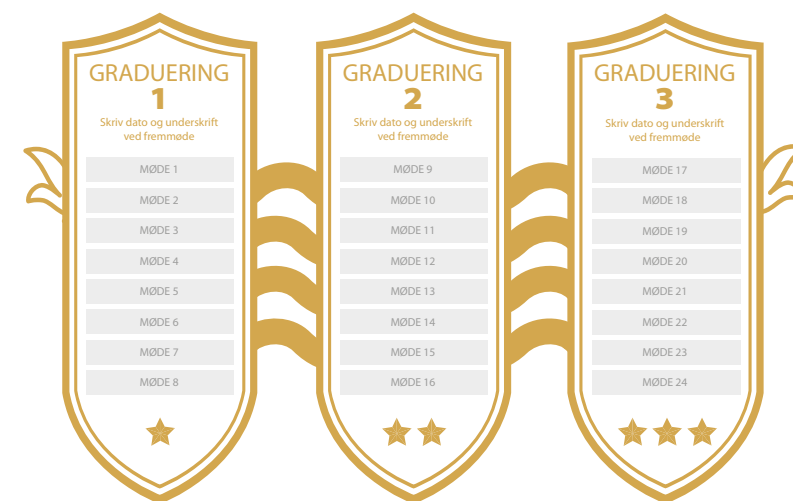 GRADUERING
1
Skriv dato og underskrift
ved fremmøde
MØDE 1
MØDE 2
MØDE 3
MØDE 4
MØDE 5
MØDE 6
MØDE 7
MØDE 8
GRADUERING
2
Skriv dato og underskrift
ved fremmøde
MØDE 9
MØDE 10
MØDE 11
MØDE 12
MØDE 13
MØDE 14
MØDE 15
MØDE 16
GRADUERING
3
Skriv dato og underskrift
ved fremmøde
MØDE 17
MØDE 18
MØDE 19
MØDE 20
MØDE 21
MØDE 22
MØDE 23
MØDE 24